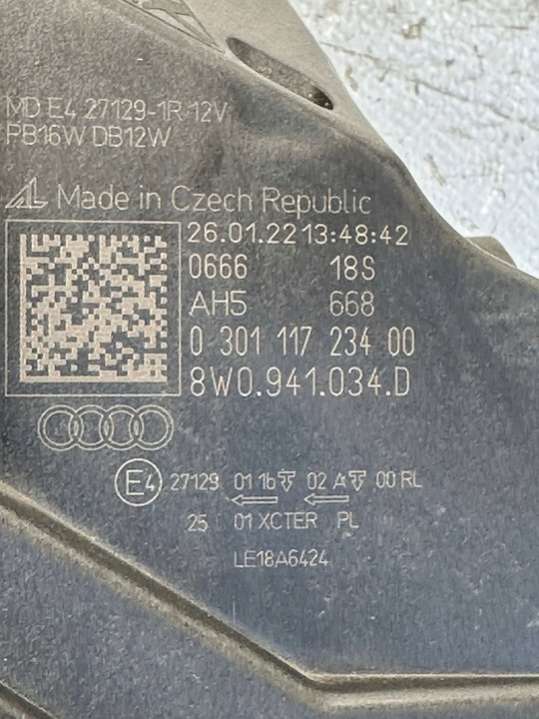 MD E4 27129-1R 12V
PB16W DB12W
AL Made in Czech Republic
26.01.22 13:48:42
0666 18S
AH5 668
0 301 117 234 00
8W0.941.034.D
E4 27129 01 1b 02 A 00 RL
25 01 XCTER PL
LE18A6424